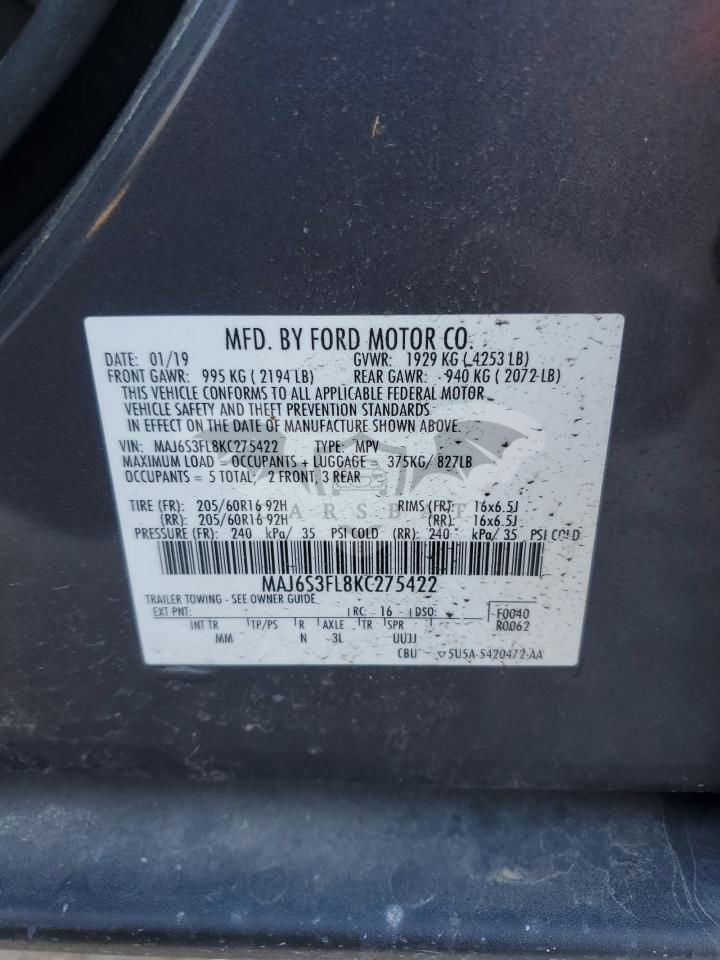 MFD. BY FORD MOTOR CO.
DATE: 01/19 GVWR: 1929 KG ( 4253 LB)
FRONT GAWR: 995 KG ( 2194 LB) REAR GAWR: 940 KG ( 2072 LB)
THIS VEHICLE CONFORMS TO ALL APPLICABLE FEDERAL MOTOR
VEHICLE SAFETY AND THEFT PREVENTION STANDARDS
IN EFFECT ON THE DATE OF MANUFACTURE SHOWN ABOVE.
VIN: MAJ6S3FL8KC275422 TYPE: MPV
MAXIMUM LOAD = OCCUPANTS + LUGGAGE = 375KG/ 827LB
OCCUPANTS = 5 TOTAL; 2 FRONT, 3 REAR
TIRE (FR): 205/60R16 92H RIMS (FR): 16x6.5J
(RR): 205/60R16 92H (RR): 16x6.5J
PRESSURE (FR): 240 kPa/ 35 PSI COLD (RR): 240 kPa/ 35 PSI COLD
MAJ6S3FL8KC275422
TRAILER TOWING - SEE OWNER GUIDE
EXT PNT: RC: 16 DSO: F0040
R0062
INT TR TP/PS R AXLE TR SPR
MM N 3L UUJJ
CBU ▽5U5A-5420472-AA